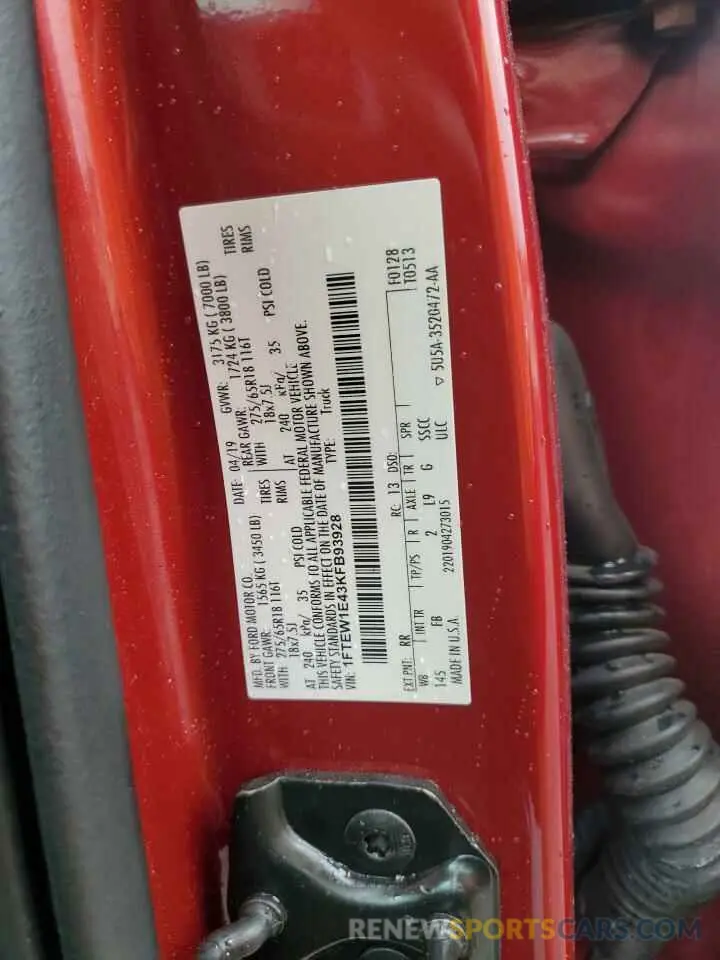 MFD. BY FORD MOTOR CO. DATE: 04/19 GVWR: 3175 KG ( 7000 LB)
FRONT GAWR: 1565 KG (3450 LB) REAR GAWR: 1724 KG ( 3800 LB)
WITH 275/65R18 116T TIRES WITH 275/65R18 116T TIRES
18x7.5J RIMS 18x7.5J RIMS
AT 240 kPa/ 35 PSI COLD AT 240 kPa/ 35 PSI COLD
THIS VEHICLE CONFORMS TO ALL APPLICABLE FEDERAL MOTOR VEHICLE
SAFETY STANDARDS IN EFFECT ON THE DATE OF MANUFACTURE SHOWN ABOVE.
VIN: 1FTEW1E43KFB93928 TYPE: Truck
F0128
EXT PNT: RR RC: 13 DSO: T0513
WB INT TR TP/PS R AXLE TR SPR
145 FB 2 L9 G SSCC
2201904273015 ULC
MADE IN U.S.A. ▽ 5U5A-3520472-AA
RENEWSPORTSCARS.COM